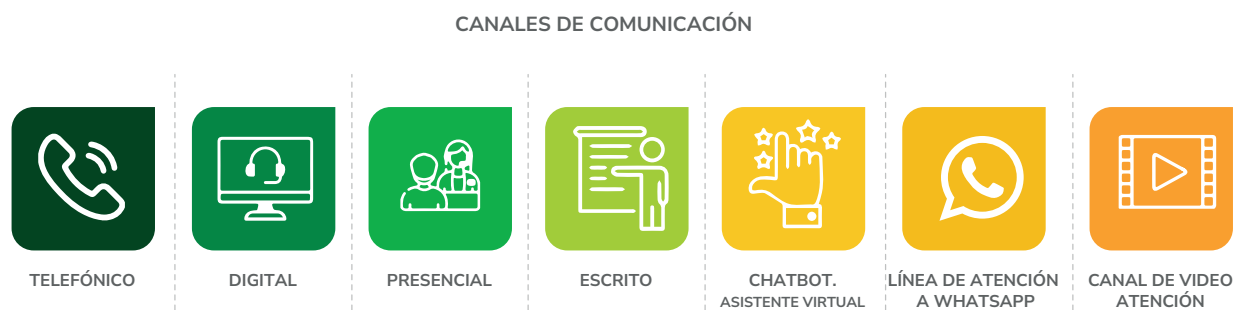 CANALES DE COMUNICACIÓN
TELEFÓNICO
DIGITAL
PRESENCIAL
ESCRITO
CHATBOT.
ASISTENTE VIRTUAL
LÍNEA DE ATENCIÓN
A WHATSAPP
CANAL DE VIDEO
ATENCIÓN